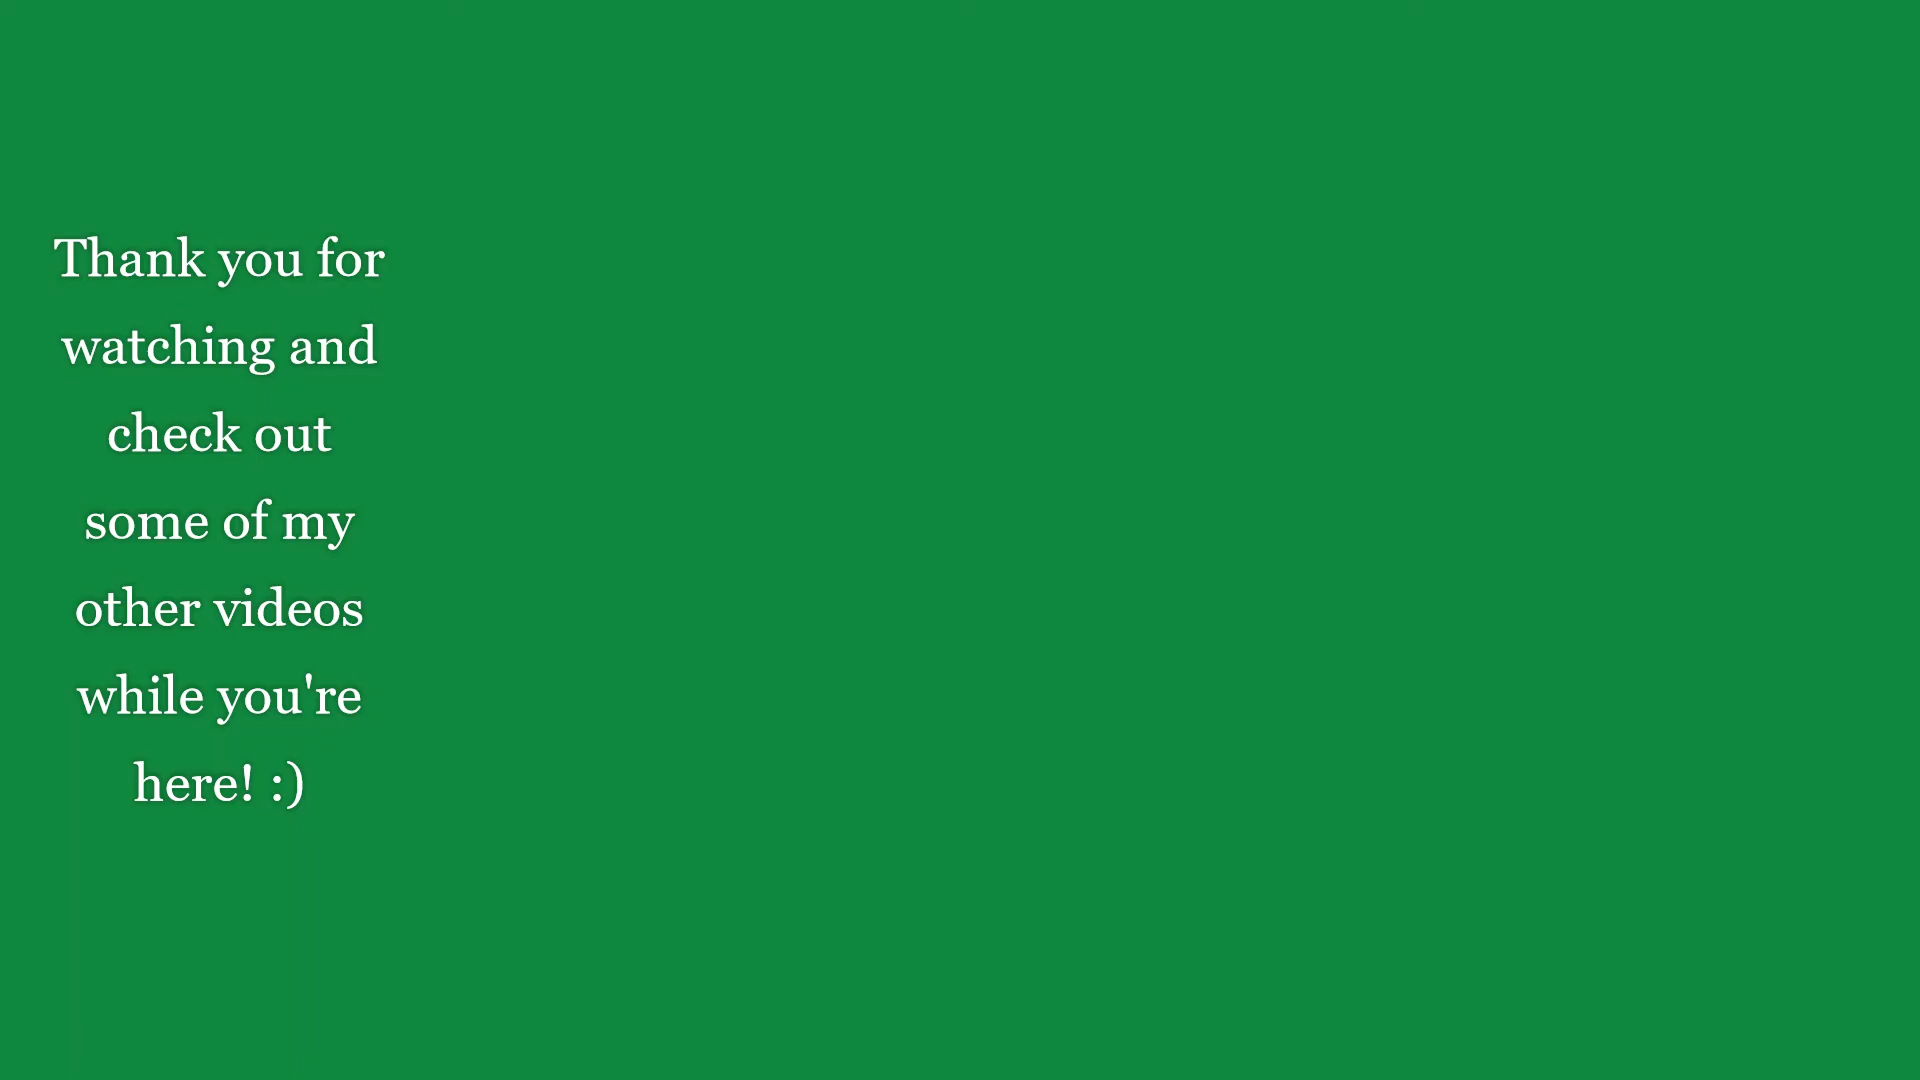 Thank you for
watching and
check out
some of my
other videos
while you're
here! :)